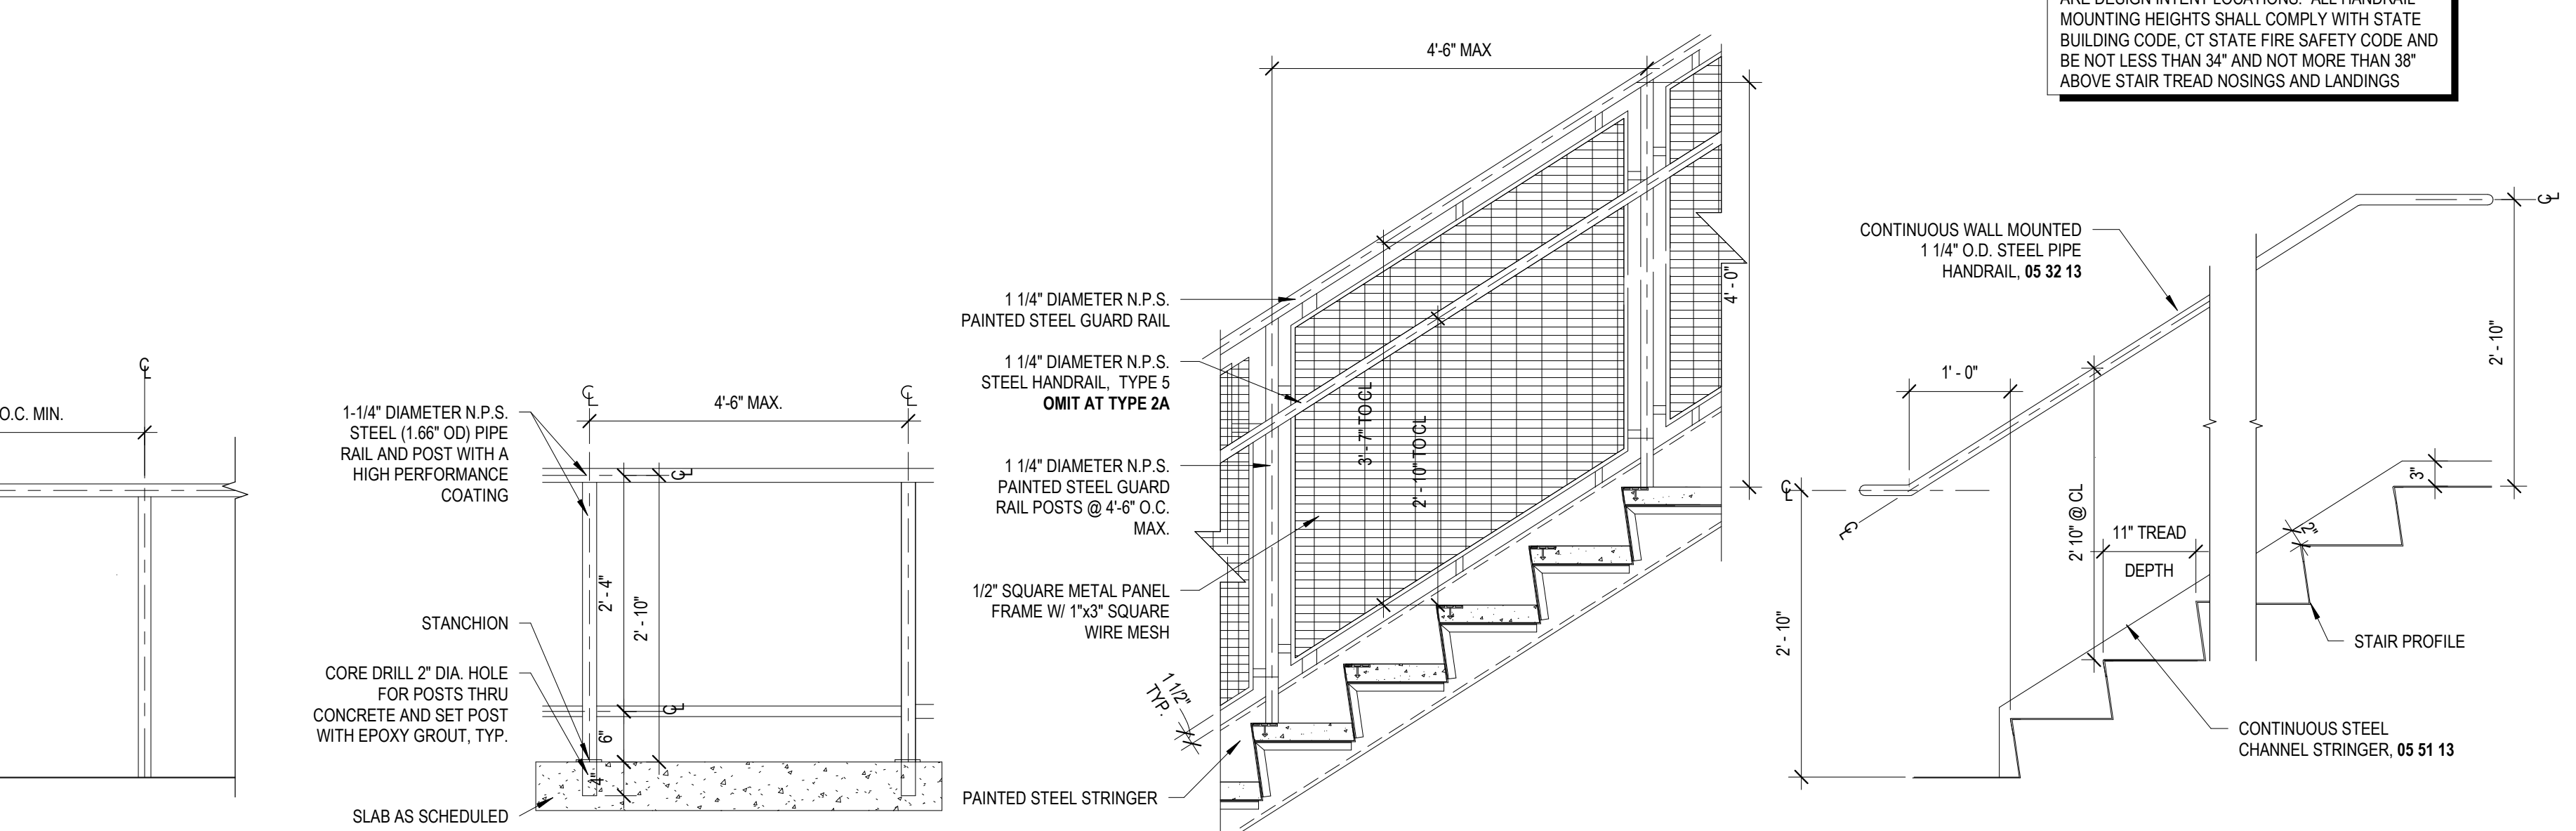 ARE DESIGN INTENT LOCATIONS. ALL HANDRAIL
MOUNTING HEIGHTS SHALL COMPLY WITH STATE
BUILDING CODE, CT STATE FIRE SAFETY CODE AND
BE NOT LESS THAN 34" AND NOT MORE THAN 38"
ABOVE STAIR TREAD NOSINGS AND LANDINGS
O.C. MIN.
CL
1-1/4" DIAMETER N.P.S.
STEEL (1.66" OD) PIPE
RAIL AND POST WITH A
HIGH PERFORMANCE
COATING
STANCHION
CORE DRILL 2" DIA. HOLE
FOR POSTS THRU
CONCRETE AND SET POST
WITH EPOXY GROUT, TYP.
SLAB AS SCHEDULED
CL
4'-6" MAX.
CL
CL
2' - 4"
2' - 10"
CL
6"
4"
4'-6" MAX
1 1/4" DIAMETER N.P.S.
PAINTED STEEL GUARD RAIL
1 1/4" DIAMETER N.P.S.
STEEL HANDRAIL, TYPE 5
OMIT AT TYPE 2A
1 1/4" DIAMETER N.P.S.
PAINTED STEEL GUARD
RAIL POSTS @ 4'-6" O.C.
MAX.
1/2" SQUARE METAL PANEL
FRAME W/ 1"x3" SQUARE
WIRE MESH
1 1/2"
TYP.
PAINTED STEEL STRINGER
3' - 7" TO CL
2' - 10" TO CL
4' - 0"
CONTINUOUS WALL MOUNTED
1 1/4" O.D. STEEL PIPE
HANDRAIL, 05 32 13
1' - 0"
CL
CL
2' - 10"
2' 10" @ CL
11" TREAD
DEPTH
CL
2' - 10"
3"
2"
STAIR PROFILE
CONTINUOUS STEEL
CHANNEL STRINGER, 05 51 13